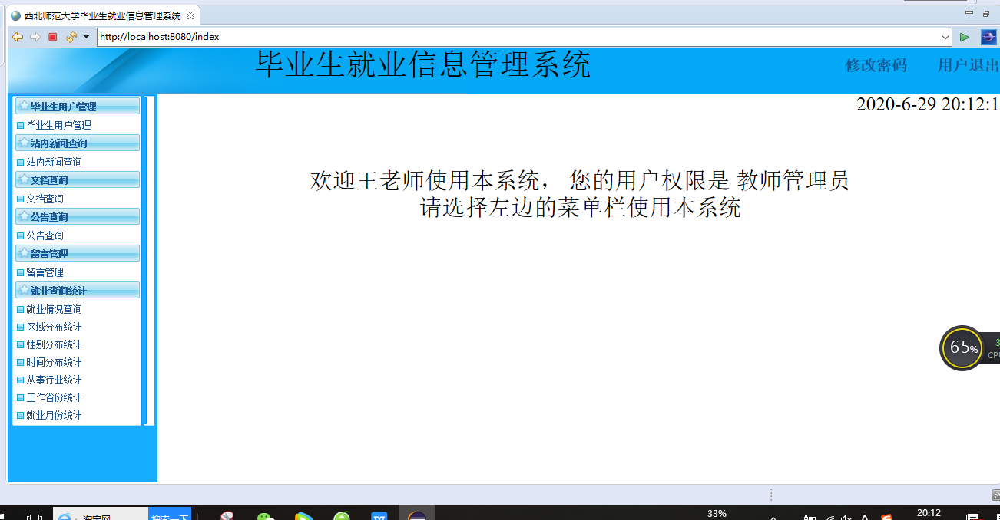 西北师范大学毕业生就业信息管理系统
http://localhost:8080/index
毕业生就业信息管理系统
修改密码 用户退出
2020-6-29 20:12:1
毕业生用户管理
毕业生用户管理
站内新闻查询
站内新闻查询
文档查询
文档查询
公告查询
公告查询
留言管理
留言管理
就业查询统计
就业情况查询
区域分布统计
性别分布统计
时间分布统计
从事行业统计
工作省份统计
就业月份统计
欢迎王老师使用本系统， 您的用户权限是 教师管理员
请选择左边的菜单栏使用本系统
65%
3
CPU
淘宝网
搜索一下
33%
20:12